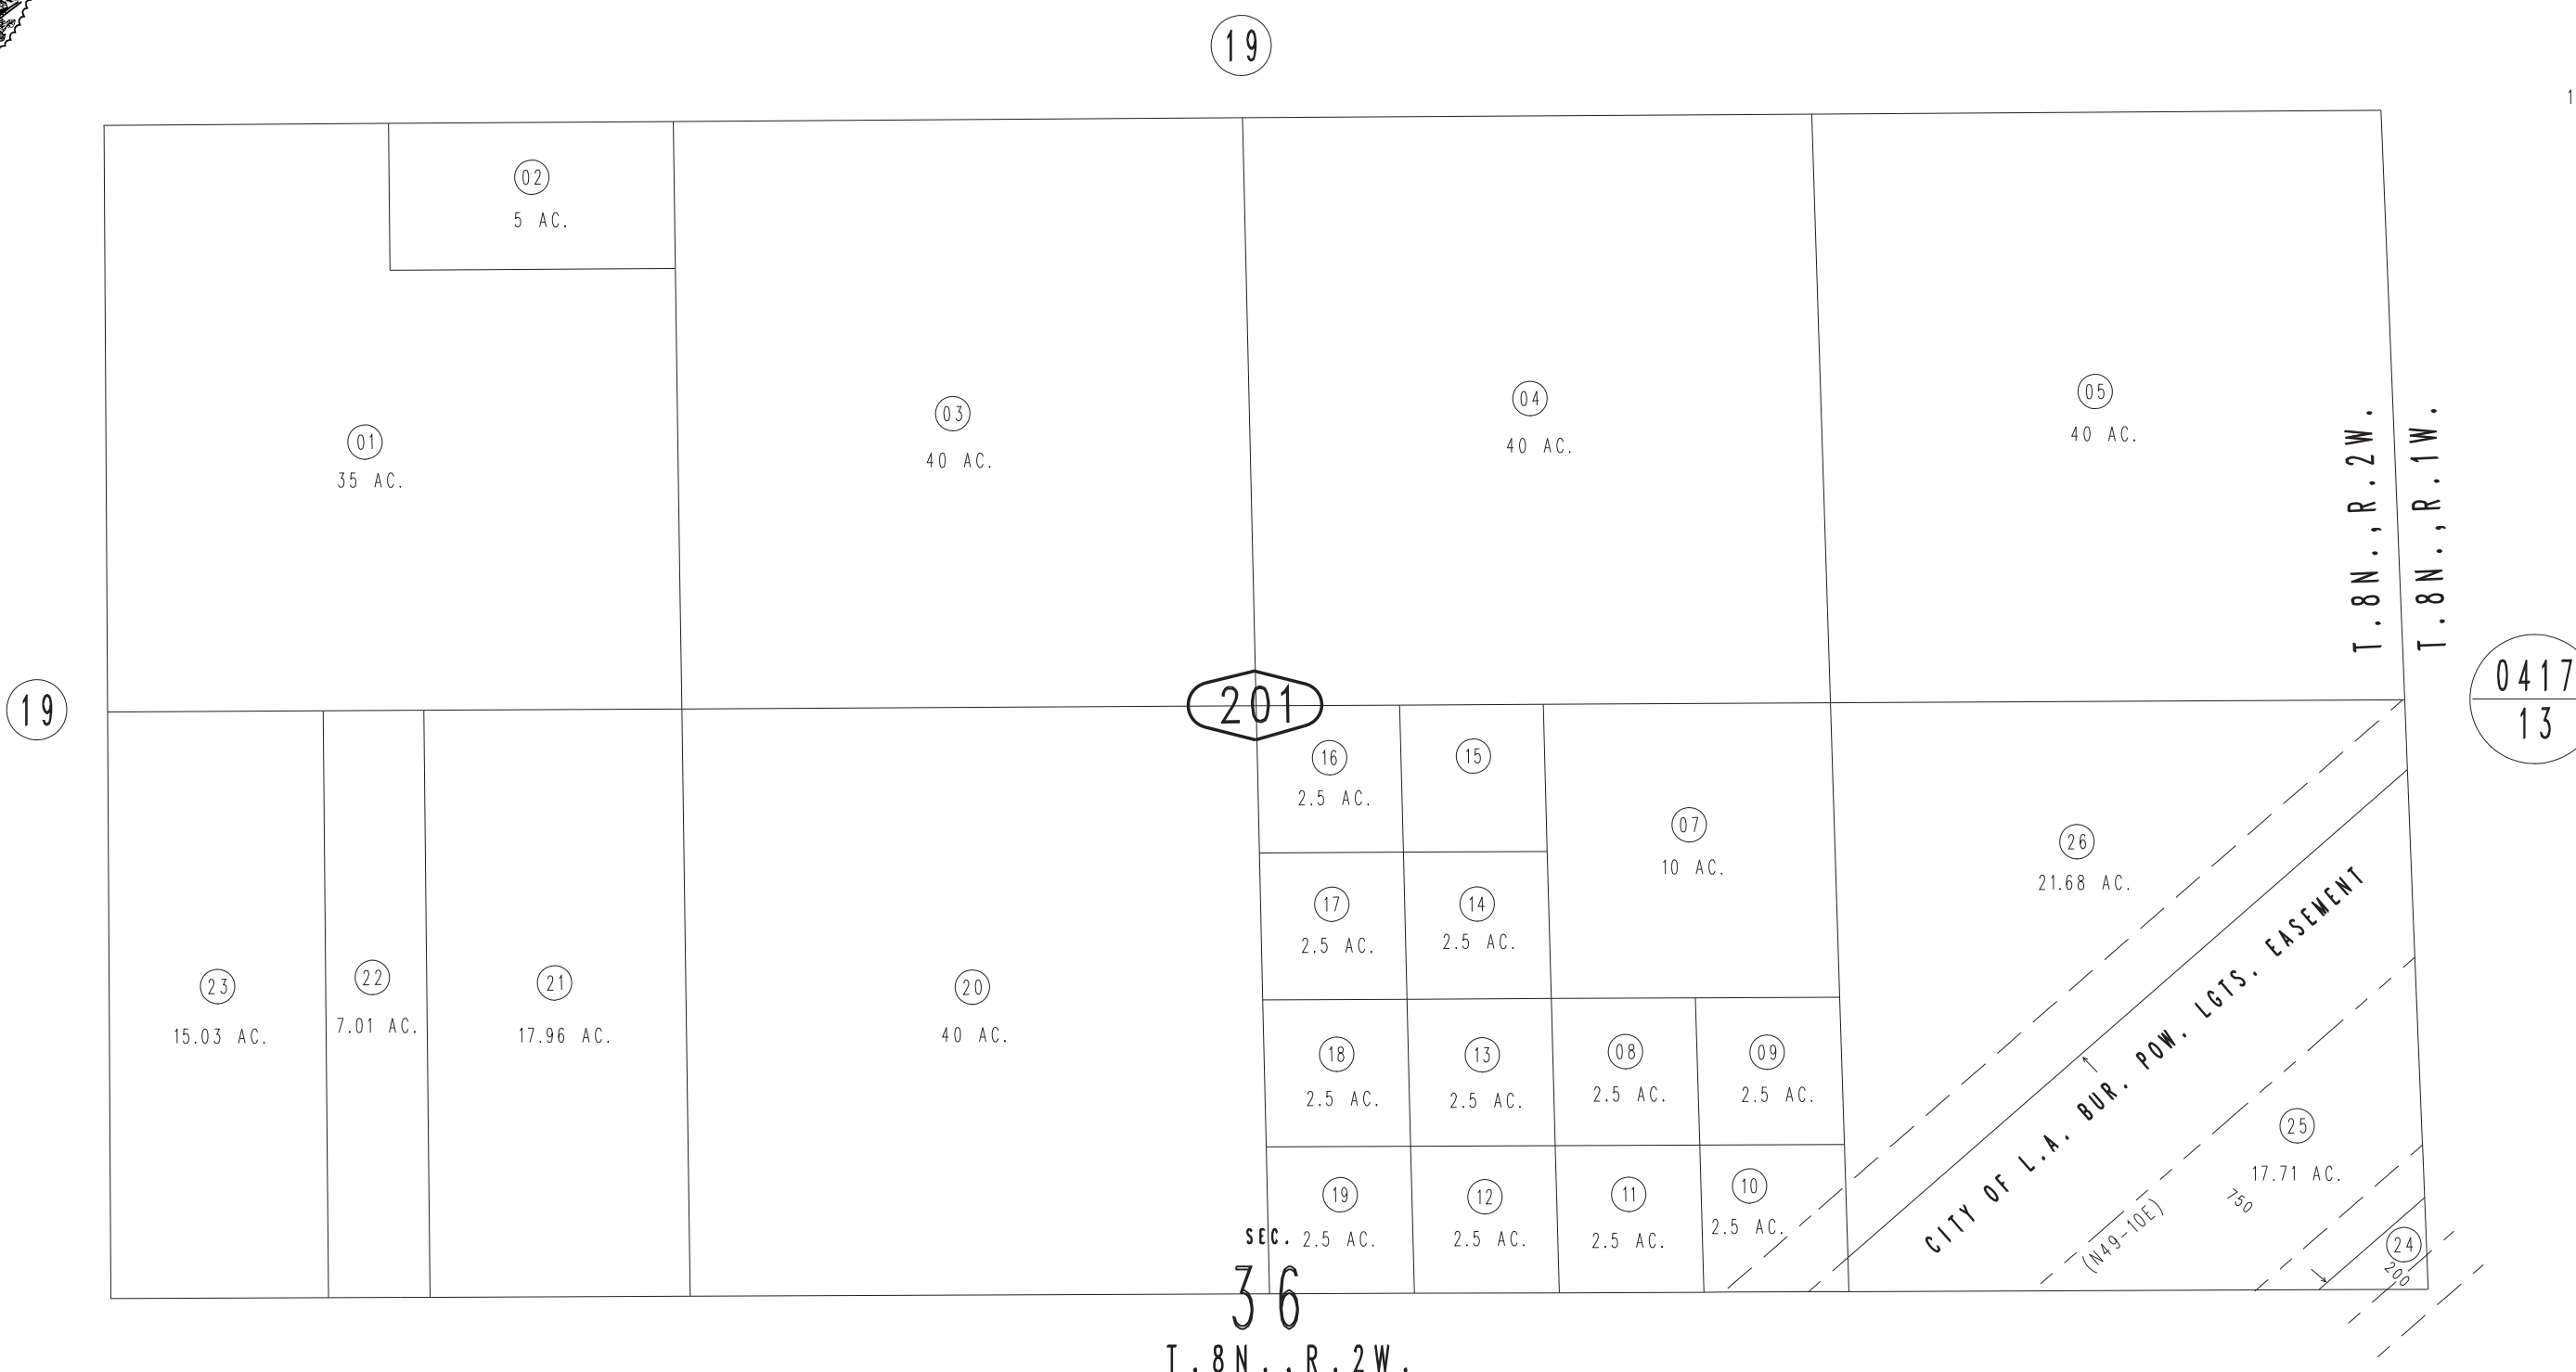 19
1
02
5 AC.
01
35 AC.
03
40 AC.
04
40 AC.
05
40 AC.
T.8N.,R.2W.
T.8N.,R.1W.
19
201
0417
13
16
2.5 AC.
15
07
10 AC.
26
21.68 AC.
17
2.5 AC.
14
2.5 AC.
23
15.03 AC.
22
7.01 AC.
21
17.96 AC.
20
40 AC.
18
2.5 AC.
13
2.5 AC.
08
2.5 AC.
09
2.5 AC.
CITY OF L.A. BUR. POW. LGTS. EASEMENT
25
17.71 AC.
750
(N49-10E)
19
2.5 AC.
12
2.5 AC.
11
2.5 AC.
10
2.5 AC.
24
200
SEC.
36
T.8N.,R.2W.